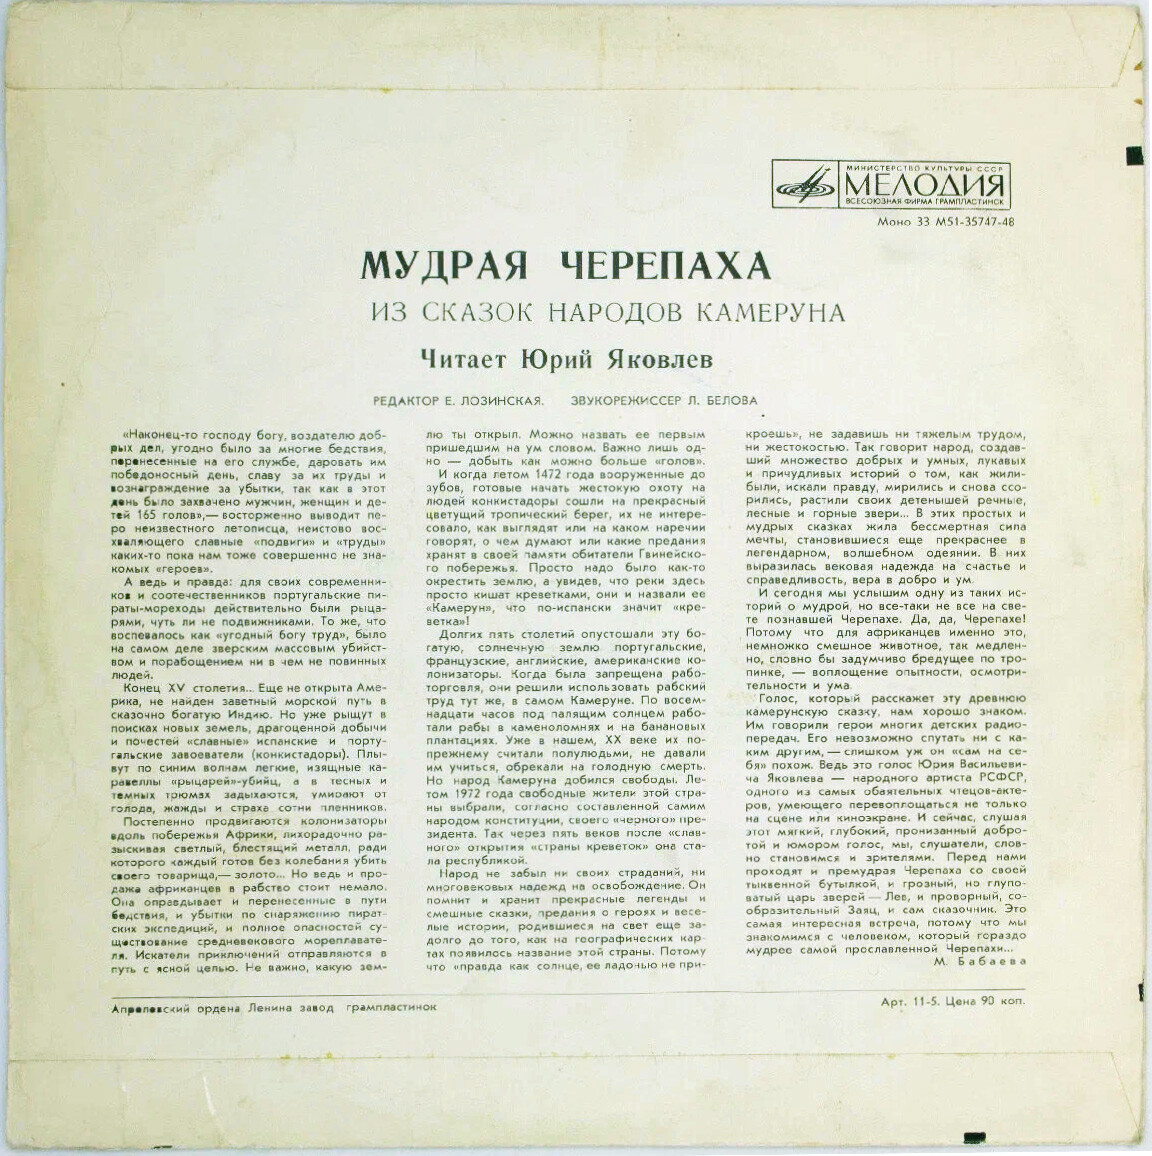 МИНИСТЕРСТВО КУЛЬТУРЫ СССР
МЕЛОДИЯ
ВСЕСОЮЗНАЯ ФИРМА ГРАМПЛАСТИНОК
Моно 33 М51-35747-48
МУДРАЯ ЧЕРЕПАХА
ИЗ СКАЗОК НАРОДОВ КАМЕРУНА
Читает Юрий Яковлев
РЕДАКТОР Е. ЛОЗИНСКАЯ. ЗВУКОРЕЖИССЕР Л. БЕЛОВА
«Наконец-то господу богу, воздателю доб-
рых дел, угодно было за многие бедствия,
перенесенные на его службе, даровать им
победоносный день, славу за их труды и
вознаграждение за убытки, так как в этот
день было захвачено мужчин, женщин и де-
тей 165 голов»,— восторженно выводит пе-
ро неизвестного летописца, неистово вос-
хваляющего славные «подвиги» и «труды»
каких-то пока нам тоже совершенно не зна-
комых «героев».
А ведь и правда: для своих современни-
ков и соотечественников португальские пи-
раты-мореходы действительно были рыца-
рями, чуть ли не подвижниками. То же, что
воспевалось как «угодный богу труд», было
на самом деле зверским массовым убийст-
вом и порабощением ни в чем не повинных
людей.
Конец XV столетия... Еще не открыта Аме-
рика, не найден заветный морской путь в
сказочно богатую Индию. Но уже рыщут в
поисках новых земель, драгоценной добычи
и почестей «славные» испанские и порту-
гальские завоеватели (конкистадоры). Плы-
вут по синим волнам легкие, изящные ка-
равеллы «рыцарей»-убийц, а в тесных и
темных трюмах задыхаются, умирают от
голода, жажды и страха сотни пленников.
Постепенно продвигаются колонизаторы
вдоль побережья Африки, лихорадочно ра-
зыскивая светлый, блестящий металл, ради
которого каждый готов без колебания убить
своего товарища,— золото... Но ведь и про-
дажа африканцев в рабство стоит немало.
Она оправдывает и перенесенные в пути
бедствия, и убытки по снаряжению пират-
ских экспедиций, и полное опасностей су-
ществование средневекового мореплавате-
ля. Искатели приключений отправляются в
путь с ясной целью. Не важно, какую зем-
лю ты открыл. Можно назвать ее первым
пришедшим на ум словом. Важно лишь од-
но — добыть как можно больше «голов».
И когда летом 1472 года вооруженные до
зубов, готовые начать жестокую охоту на
людей конкистадоры сошли на прекрасный
цветущий тропический берег, их не интере-
совало, как выглядят или на каком наречии
говорят, о чем думают или какие предания
хранят в своей памяти обитатели Гвинейско-
го побережья. Просто надо было как-то
окрестить землю, а увидев, что реки здесь
просто кишат креветками, они и назвали ее
«Камерун», что по-испански значит «кре-
ветка»!
Долгих пять столетий опустошали эту бо-
гатую, солнечную землю португальские,
французские, английские, американские ко-
лонизаторы. Когда была запрещена рабо-
торговля, они решили использовать рабский
труд тут же, в самом Камеруне. По восем-
надцати часов под палящим солнцем рабо-
тали рабы в каменоломнях и на банановых
плантациях. Уже в нашем, XX веке их по-
прежнему считали полулюдьми, не давали
им учиться, обрекали на голодную смерть.
Но народ Камеруна добился свободы. Ле-
том 1972 года свободные жители этой стра-
ны выбрали, согласно составленной самим
народом конституции, своего «черного» пре-
зидента. Так через пять веков после «слав-
ного» открытия «страны креветок» она ста-
ла республикой.
Народ не забыл ни своих страданий, ни
многовековых надежд на освобождение. Он
помнит и хранит прекрасные легенды и
смешные сказки, предания о героях и весе-
лые истории, родившиеся на свет еще за-
долго до того, как на географических кар-
тах появилось название этой страны. Потому
что «правда как солнце, ее ладонью не при-
кроешь», не задавишь ни тяжелым трудом,
ни жестокостью. Так говорит народ, создав-
ший множество добрых и умных, лукавых
и причудливых историй о том, как жили-
были, искали правду, мирились и снова ссо-
рились, растили своих детенышей речные,
лесные и горные звери... В этих простых и
мудрых сказках жила бессмертная сила
мечты, становившиеся еще прекраснее в
легендарном, волшебном одеянии. В них
выразилась вековая надежда на счастье и
справедливость, вера в добро и ум.
И сегодня мы услышим одну из таких ис-
торий о мудрой, но все-таки не все на све-
те познавшей Черепахе. Да, да, Черепахе!
Потому что для африканцев именно это,
немножко смешное животное, так медлен-
но, словно бы задумчиво бредущее по тро-
пинке, — воплощение опытности, осмотри-
тельности и ума.
Голос, который расскажет эту древнюю
камерунскую сказку, нам хорошо знаком.
Им говорили герои многих детских радио-
передач. Его невозможно спутать ни с ка-
ким другим,— слишком уж он «сам на се-
бя» похож. Ведь это голос Юрия Васильеви-
ча Яковлева — народного артиста РСФСР,
одного из самых обаятельных чтецов-акте-
ров, умеющего перевоплощаться не только
на сцене или киноэкране. И сейчас, слушая
этот мягкий, глубокий, пронизанный добро-
той и юмором голос, мы, слушатели, слов-
но становимся и зрителями. Перед нами
проходят и премудрая Черепаха со своей
тыквенной бутылкой, и грозный, но глупо-
ватый царь зверей — Лев, и проворный, со-
образительный Заяц, и сам сказочник. Это
самая интересная встреча, потому что мы
знакомимся с человеком, который гораздо
мудрее самой прославленной Черепахи...
М. Бабаева
Апрелевский ордена Ленина завод грампластинок
Арт. 11-5. Цена 90 коп.